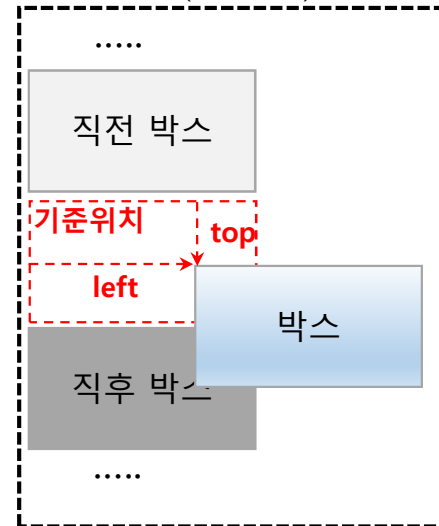 .....
직전 박스
기준위치
top
left
박스
직후 박스
.....